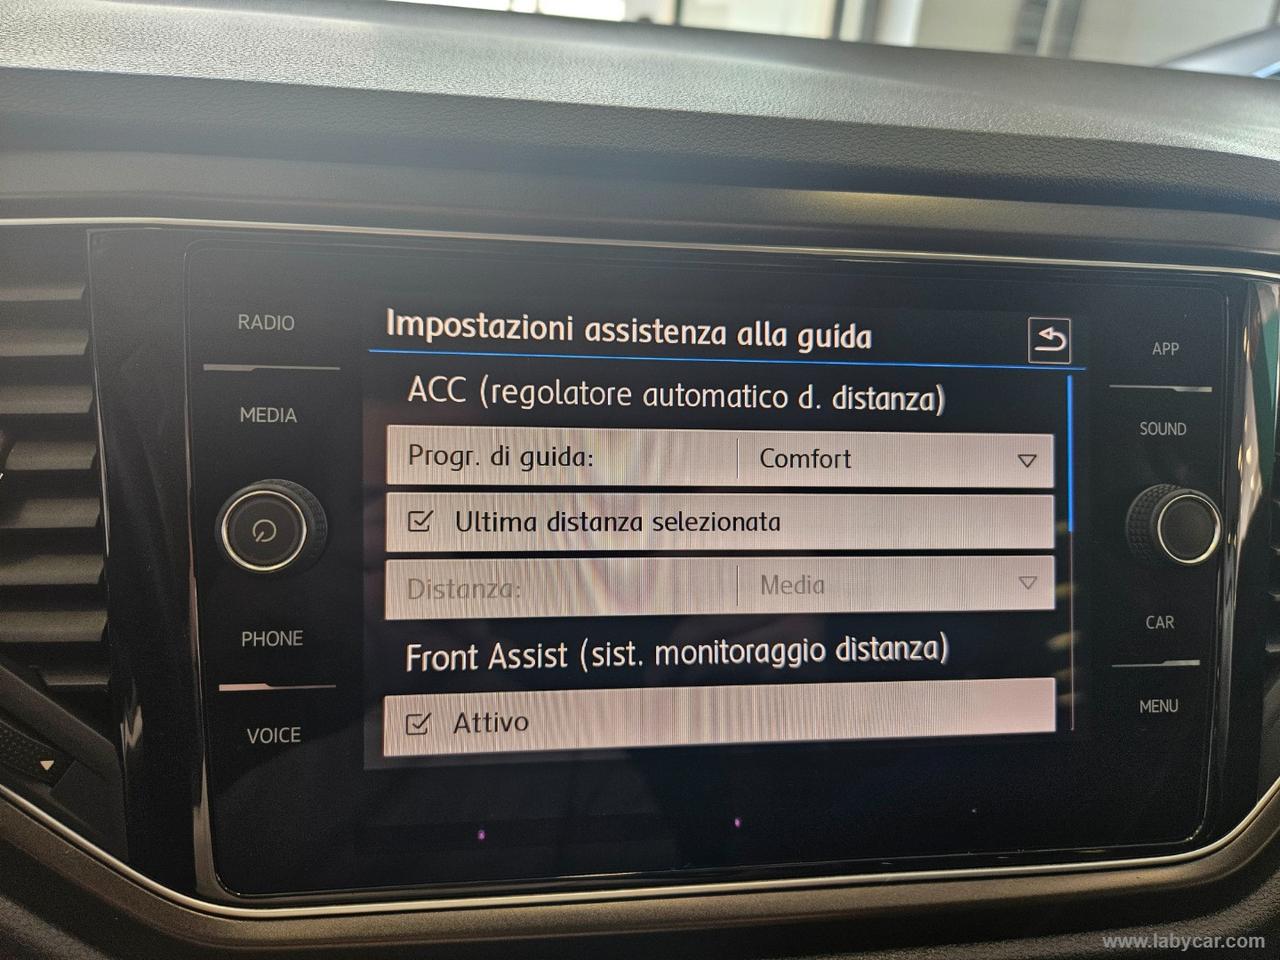 RADIO
MEDIA
PHONE
VOICE
Impostazioni assistenza alla guida
ACC (regolatore automatico d. distanza)
Progr. di guida: Comfort
Ultima distanza selezionata
Distanza: Media
Front Assist (sist. monitoraggio distanza)
Attivo
APP
SOUND
CAR
MENU
www.labycar.com